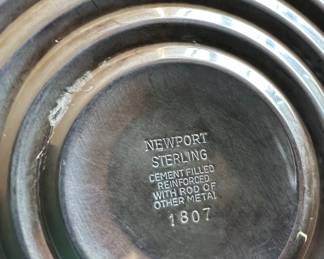 NEWPORT
STERLING
CEMENT FILLED
REINFORCED
WITH ROD OF
OTHER METAL
1807